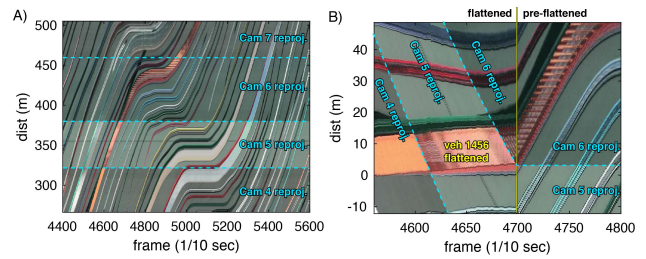 A)
500
450
400
350
300
dist (m)
Cam 7 reproj.
Cam 6 reproj.
Cam 5 reproj.
Cam 4 reproj.
4400 4600 4800 5000 5200 5400 5600
frame (1/10 sec)
B)
flattened pre-flattened
40
30
20
10
0
-10
dist (m)
Cam 4 reproj.
Cam 5 reproj.
Cam 6 reproj.
veh 1456
flattened
Cam 6 reproj.
Cam 5 reproj.
4600 4650 4700 4750 4800
frame (1/10 sec)